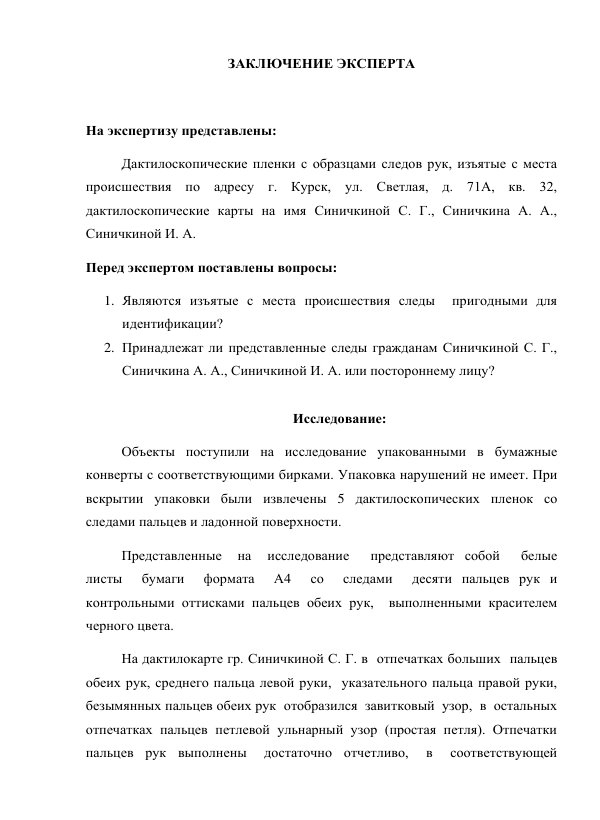 ЗАКЛЮЧЕНИЕ ЭКСПЕРТА
На экспертизу представлены:
Дактилоскопические пленки с образцами следов рук, изъятые с места
происшествия по адресу г. Курск, ул. Светлая, д. 71А, кв. 32,
дактилоскопические карты на имя Синичкиной С. Г., Синичкина А. А.,
Синичкиной И. А.
Перед экспертом поставлены вопросы:
1. Являются изъятые с места происшествия следы пригодными для
идентификации?
2. Принадлежат ли представленные следы гражданам Синичкиной С. Г.,
Синичкина А. А., Синичкиной И. А. или постороннему лицу?
Исследование:
Объекты поступили на исследование упакованными в бумажные
конверты с соответствующими бирками. Упаковка нарушений не имеет. При
вскрытии упаковки были извлечены 5 дактилоскопических пленок со
следами пальцев и ладонной поверхности.
Представленные на исследование представляют собой белые
листы бумаги формата А4 со следами десяти пальцев рук и
контрольными оттисками пальцев обеих рук, выполненными красителем
черного цвета.
На дактилокарте гр. Синичкиной С. Г. в отпечатках больших пальцев
обеих рук, среднего пальца левой руки, указательного пальца правой руки,
безымянных пальцев обеих рук отобразился завитковый узор, в остальных
отпечатках пальцев петлевой ульнарный узор (простая петля). Отпечатки
пальцев рук выполнены достаточно отчетливо, в соответствующей